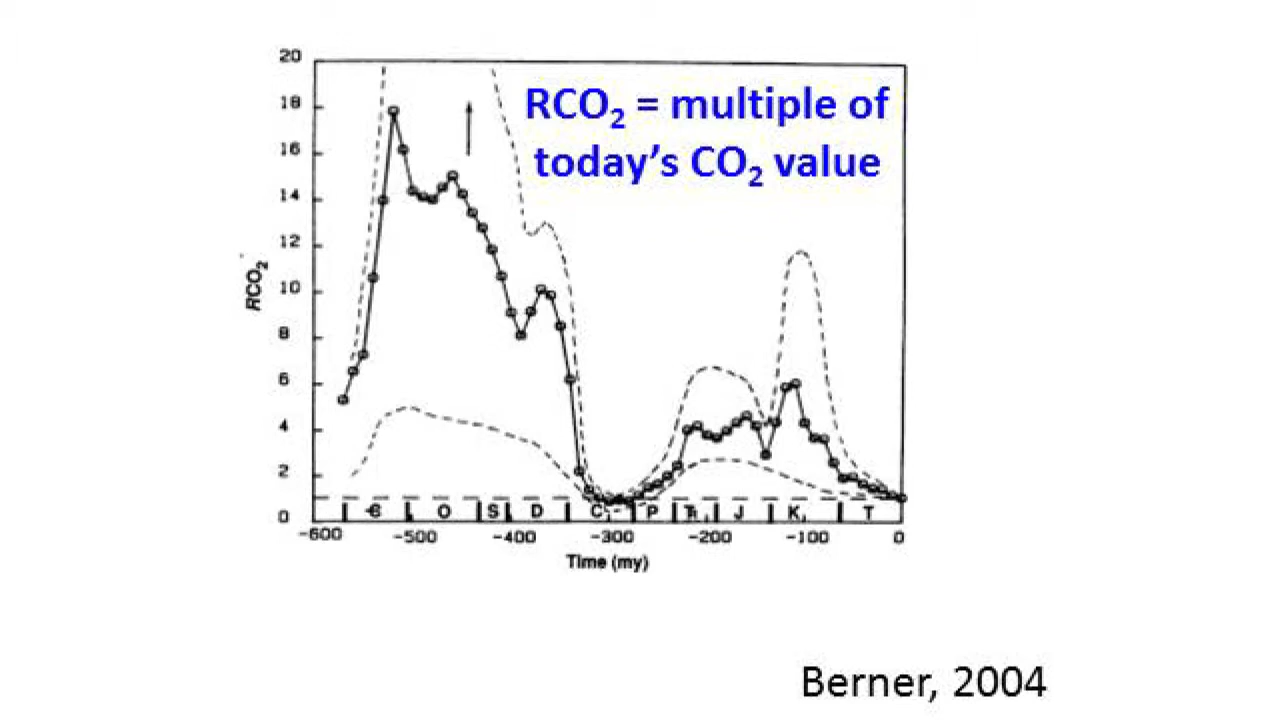 20
18
16
14
12
10
8
6
4
2
0
RCO₂
RCO₂ = multiple of
today's CO₂ value
Ꞓ O S D C P Ћ J K T
-600 -500 -400 -300 -200 -100 0
Time (my)
Berner, 2004